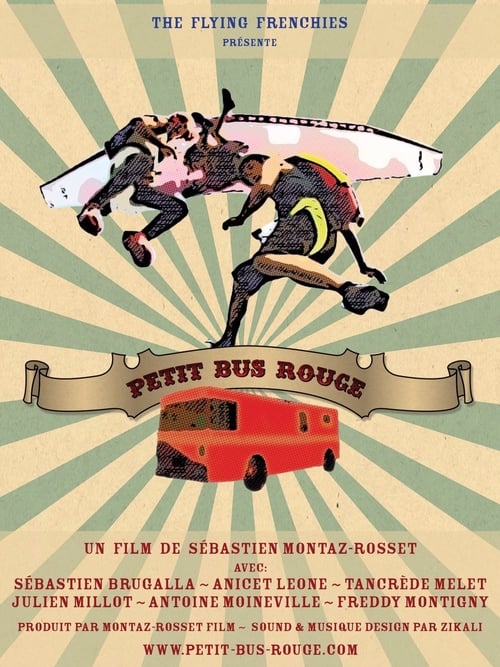 THE FLYING FRENCHIES
PRÉSENTE
PETIT BUS ROUGE
UN FILM DE SÉBASTIEN MONTAZ-ROSSET
AVEC:
SÉBASTIEN BRUGALLA ~ ANICET LEONE ~ TANCRÈDE MELET
JULIEN MILLOT ~ ANTOINE MOINEVILLE ~ FREDDY MONTIGNY
PRODUIT PAR MONTAZ-ROSSET FILM ~ SOUND & MUSIQUE DESIGN PAR ZIKALI
WWW.PETIT-BUS-ROUGE.COM